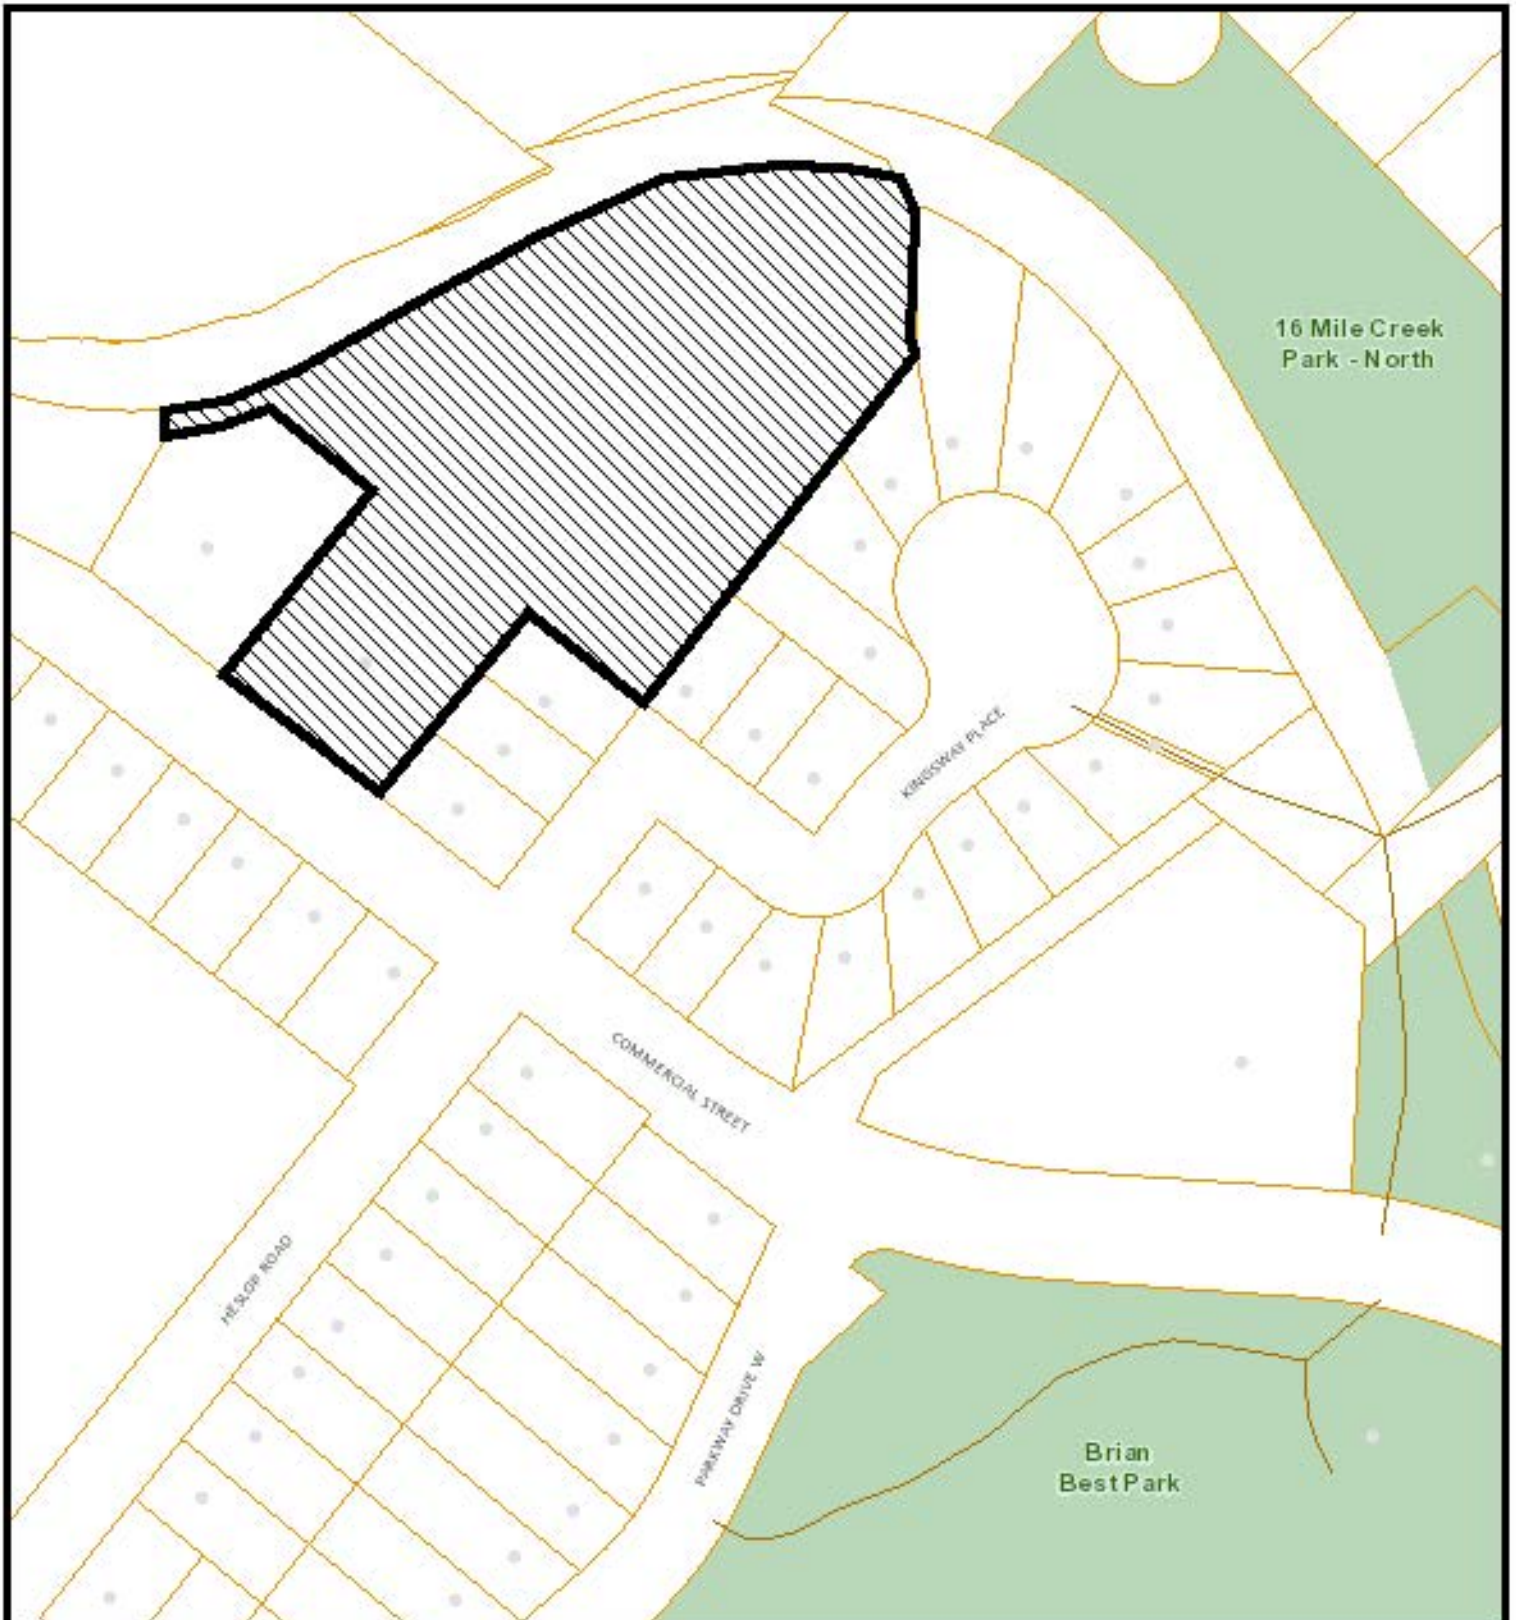 16 Mile Creek
Park - North
KINGSWAY PLACE
COMMERCIAL STREET
HESLOP ROAD
PARKWAY DRIVE W
Brian
Best Park